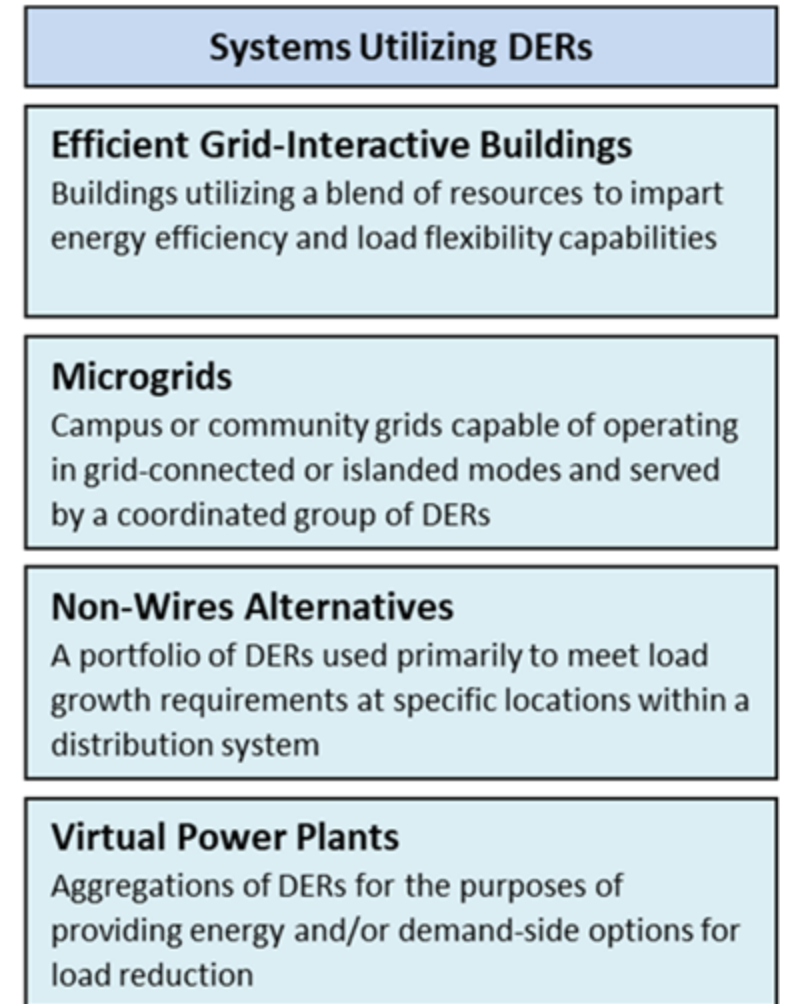 Systems Utilizing DERs
Efficient Grid-Interactive Buildings
Buildings utilizing a blend of resources to impart
energy efficiency and load flexibility capabilities
Microgrids
Campus or community grids capable of operating
in grid-connected or islanded modes and served
by a coordinated group of DERs
Non-Wires Alternatives
A portfolio of DERs used primarily to meet load
growth requirements at specific locations within a
distribution system
Virtual Power Plants
Aggregations of DERs for the purposes of
providing energy and/or demand-side options for
load reduction